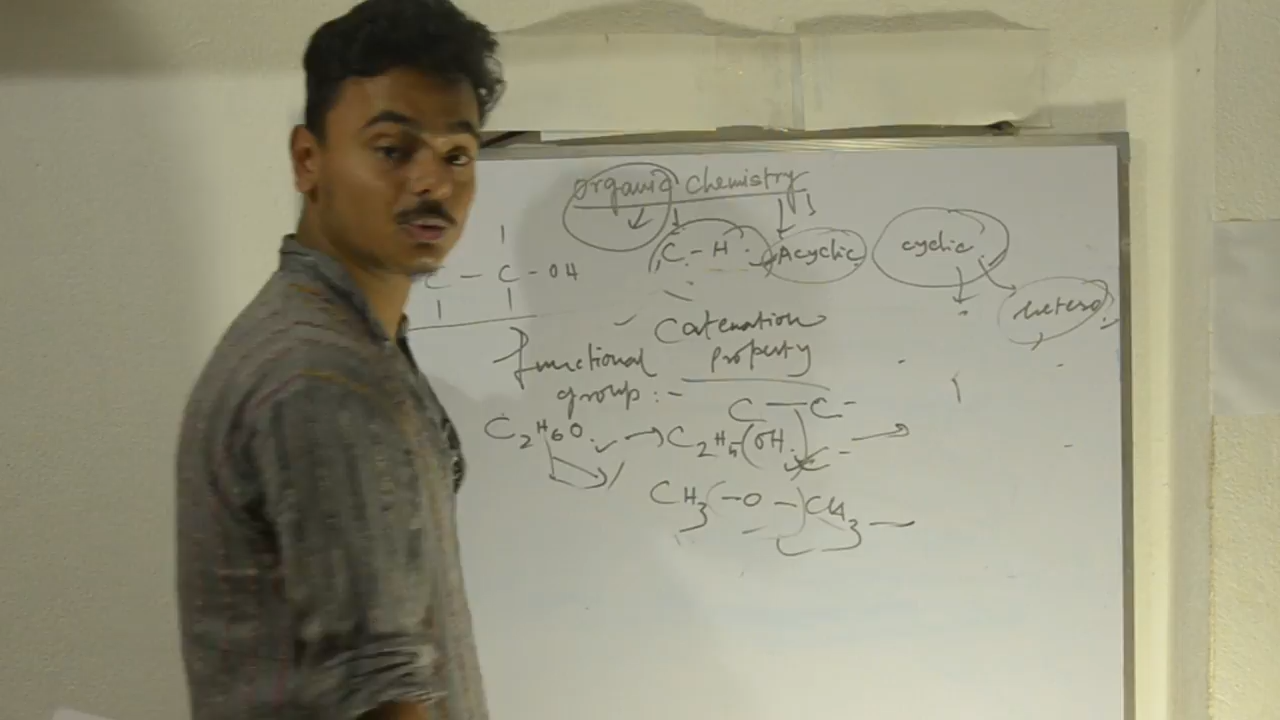 Organic Chemistry
C-H Acyclic cyclic
C - C - OH
hetero
Catenation
Property
functional
group :-
C - C -
C2H6O → C2H5(OH C -
CH3(-O-)CH3